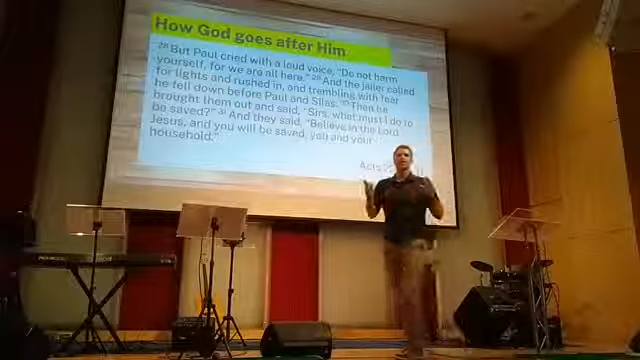 How God goes after Him
28 But Paul cried with a loud voice, "Do not harm
yourself, for we are all here." 29 And the jailer called
for lights and rushed in, and trembling with fear
he fell down before Paul and Silas. 30 Then he
brought them out and said, "Sirs, what must I do to
be saved?" 31 And they said, "Believe in the Lord
Jesus, and you will be saved, you and your
household."
Acts